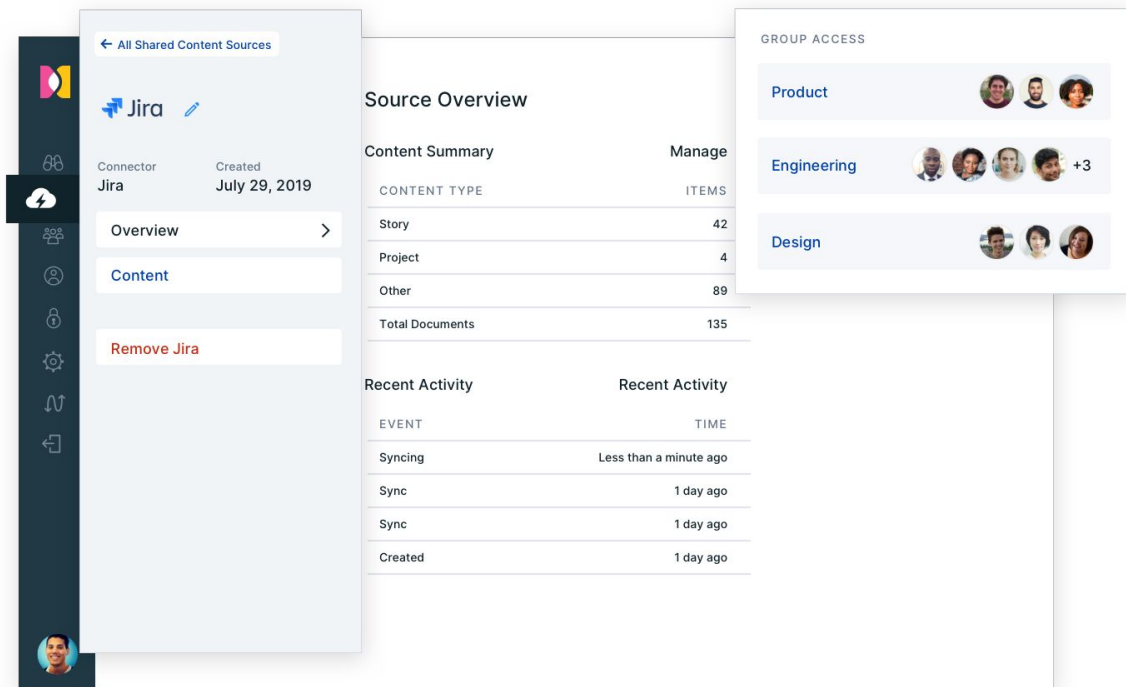 ← All Shared Content Sources
Jira
Connector Created
Jira July 29, 2019
Overview
Content
Remove Jira
Source Overview
Content Summary Manage
CONTENT TYPE ITEMS
Story 42
Project 4
Other 89
Total Documents 135
Recent Activity Recent Activity
EVENT TIME
Syncing Less than a minute ago
Sync 1 day ago
Sync 1 day ago
Created 1 day ago
GROUP ACCESS
Product
Engineering +3
Design